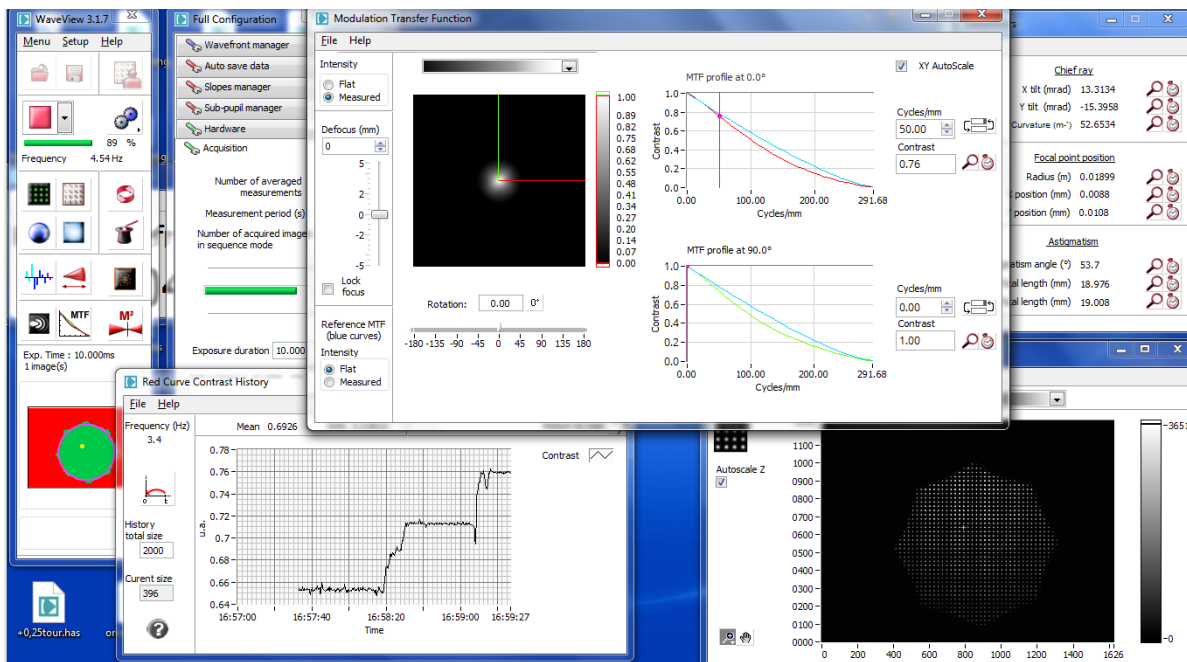 WaveView 3.1.7
Menu Setup Help
89 %
Frequency 4.54 Hz
MTF
M²
Exp. Time : 10.000ms
1 image(s)
Full Configuration
Wavefront manager
Auto save data
Slopes manager
Sub-pupil manager
Hardware
Acquisition
Number of averaged
measurements
Measurement period (s)
Number of acquired image
in sequence mode
Exposure duration 10.000
Modulation Transfer Function
File Help
Intensity
Flat
Measured
Defocus (mm)
0
5
2
0
-2
-5
Lock
focus
Reference MTF
(blue curves)
Intensity
Flat
Measured
1.00
0.89
0.82
0.75
0.68
0.61
0.55
0.48
0.41
0.34
0.27
0.20
0.14
0.07
0.00
Rotation: 0.00 0°
-180 -135 -90 -45 0 45 90 135 180
MTF profile at 0.0°
Contrast
1.0
0.8
0.6
0.4
0.2
0.0
0.00 100.00 200.00 291.68
Cycles/mm
XY AutoScale
Cycles/mm
50.00
Contrast
0.76
MTF profile at 90.0°
Contrast
1.0
0.8
0.6
0.4
0.2
0.0
0.00 100.00 200.00 291.68
Cycles/mm
Cycles/mm
0.00
Contrast
1.00
Chief ray
X tilt (mrad) 13.3134
Y tilt (mrad) -15.3958
Curvature (m-¹) 52.6534
Focal point position
Radius (m) 0.01899
position (mm) 0.0088
position (mm) 0.0108
Astigmatism
atism angle (°) 53.7
al length (mm) 18.976
al length (mm) 19.008
Red Curve Contrast History
File Help
Frequency (Hz)
3.4
Mean 0.6926
Contrast
History
total size
2000
Curent size
396
u.a.
0.78
0.76
0.74
0.72
0.70
0.68
0.66
0.64
16:57:00 16:57:40 16:58:20 16:59:00 16:59:27
Time
Autoscale Z
1100
1000
0900
0800
0700
0600
0500
0400
0300
0200
0100
0000
0 200 400 600 800 1000 1200 1400 1626
3651
0
+0,25tour.has